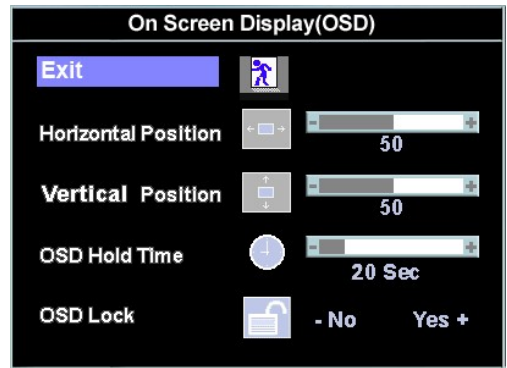 On Screen Display(OSD)
Exit
Horizontal Position - +
50
Vertical Position - +
50
OSD Hold Time - +
20 Sec
OSD Lock - No Yes +